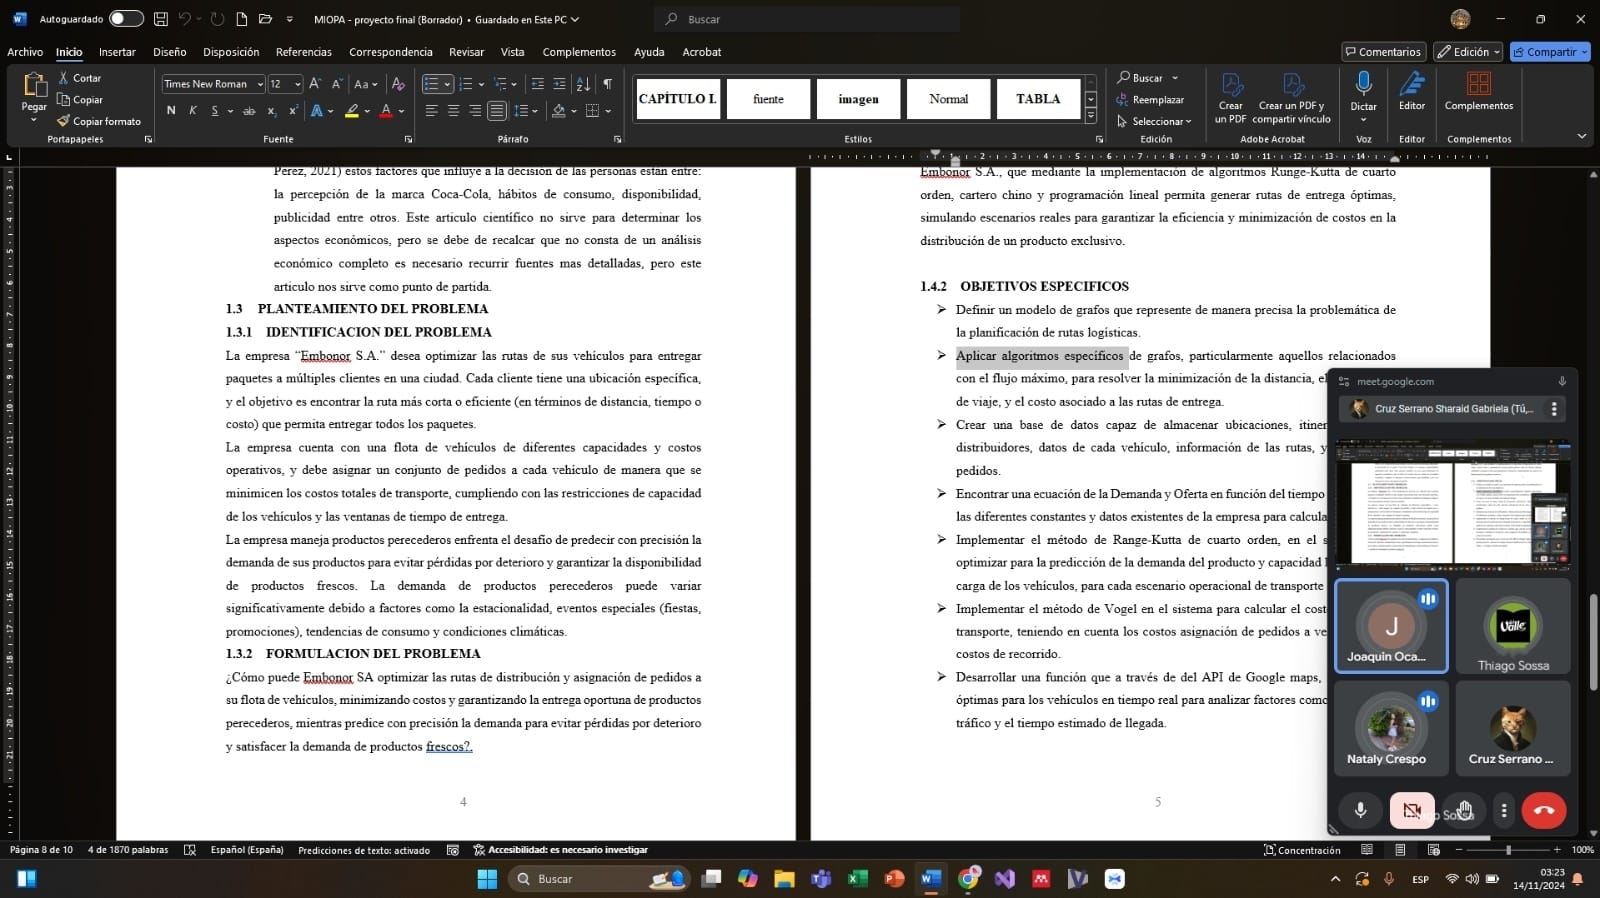 Autoguardado
MIOPA - proyecto final (Borrador) • Guardado en Este PC
Buscar
Archivo Inicio Insertar Diseño Disposición Referencias Correspondencia Revisar Vista Complementos Ayuda Acrobat
Comentarios Edición Compartir
Pegar
Cortar
Copiar
Copiar formato
Portapapeles
Times New Roman 12
Fuente
Párrafo
CAPÍTULO I.
fuente
imagen
Normal
TABLA
Estilos
Buscar
Reemplazar
Seleccionar
Edición
Crear un PDF
Crear un PDF y compartir vínculo
Adobe Acrobat
Dictar
Voz
Editor
Editor
Complementos
Complementos
Perez, 2021) estos factores que influye a la decisión de las personas están entre:
la percepción de la marca Coca-Cola, hábitos de consumo, disponibilidad,
publicidad entre otros. Este articulo científico no sirve para determinar los
aspectos económicos, pero se debe de recalcar que no consta de un análisis
económico completo es necesario recurrir fuentes mas detalladas, pero este
articulo nos sirve como punto de partida.
1.3 PLANTEAMIENTO DEL PROBLEMA
1.3.1 IDENTIFICACION DEL PROBLEMA
La empresa “Embonor S.A.” desea optimizar las rutas de sus vehículos para entregar
paquetes a múltiples clientes en una ciudad. Cada cliente tiene una ubicación específica,
y el objetivo es encontrar la ruta más corta o eficiente (en términos de distancia, tiempo o
costo) que permita entregar todos los paquetes.
La empresa cuenta con una flota de vehículos de diferentes capacidades y costos
operativos, y debe asignar un conjunto de pedidos a cada vehículo de manera que se
minimicen los costos totales de transporte, cumpliendo con las restricciones de capacidad
de los vehículos y las ventanas de tiempo de entrega.
La empresa maneja productos perecederos enfrenta el desafío de predecir con precisión la
demanda de sus productos para evitar pérdidas por deterioro y garantizar la disponibilidad
de productos frescos. La demanda de productos perecederos puede variar
significativamente debido a factores como la estacionalidad, eventos especiales (fiestas,
promociones), tendencias de consumo y condiciones climáticas.
1.3.2 FORMULACION DEL PROBLEMA
¿Cómo puede Embonor SA optimizar las rutas de distribución y asignación de pedidos a
su flota de vehículos, minimizando costos y garantizando la entrega oportuna de productos
perecederos, mientras predice con precisión la demanda para evitar pérdidas por deterioro
y satisfacer la demanda de productos frescos?.
4
Embonor S.A., que mediante la implementación de algoritmos Runge-Kutta de cuarto
orden, cartero chino y programación lineal permita generar rutas de entrega óptimas,
simulando escenarios reales para garantizar la eficiencia y minimización de costos en la
distribución de un producto exclusivo.
1.4.2 OBJETIVOS ESPECIFICOS
➢ Definir un modelo de grafos que represente de manera precisa la problemática de
la planificación de rutas logísticas.
➢ Aplicar algoritmos específicos de grafos, particularmente aquellos relacionados
con el flujo máximo, para resolver la minimización de la distancia, el
de viaje, y el costo asociado a las rutas de entrega.
➢ Crear una base de datos capaz de almacenar ubicaciones,
distribuidores, datos de cada vehículo, información de las rutas, y
pedidos.
➢ Encontrar una ecuación de la Demanda y Oferta en función del tiempo
las diferentes constantes y datos existentes de la empresa para
➢ Implementar el método de Range-Kutta de cuarto orden, en el
optimizar para la predicción de la demanda del producto y capacidad
carga de los vehículos, para cada escenario operacional de transporte
➢ Implementar el método de Vogel en el sistema para calcular el
transporte, teniendo en cuenta los costos asignación de pedidos a
costos de recorrido.
➢ Desarrollar una función que a través de del API de Google maps,
óptimas para los vehículos en tiempo real para analizar factores como
tráfico y el tiempo estimado de llegada.
5
meet.google.com
Cruz Serrano Sharaid Gabriela (Tú,...
J
Joaquin Oca...
Valle
Thiago Sossa
Nataly Crespo
Cruz Serrano ...
Página 8 de 10 4 de 1870 palabras Español (España) Predicciones de texto: activado Accesibilidad: es necesario investigar
Concentración 100%
Buscar
ESP
03:23
14/11/2024